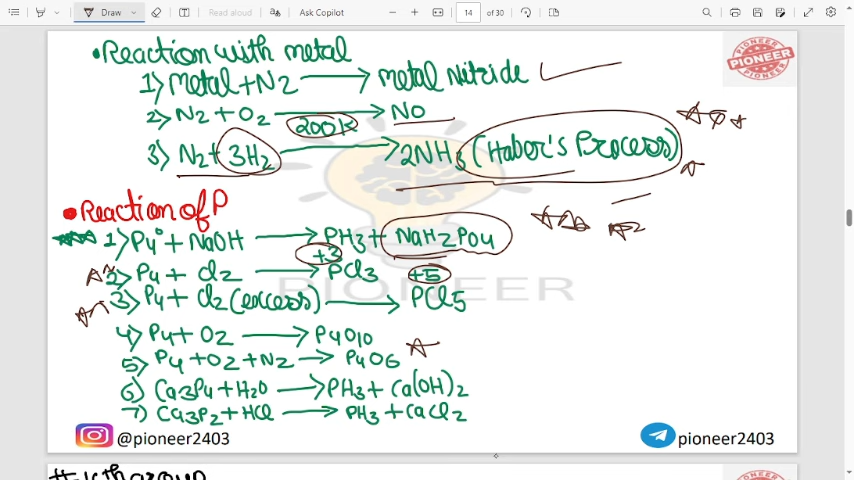 Draw
Read aloud
Ask Copilot
14
of 30
•Reaction with metal
1) Metal + N2 → metal Nitride
2) N2 + O2 → NO
200K
3) N2 + 3H2 → 2NH3 (Haber's Process)
PIONEER
• Reaction of P
1) P4° + NaOH → PH3 + NaH2PO4
+3
2) P4 + Cl2 → PCl3
+5
PIONEER
3) P4 + Cl2 (excess) → PCl5
4) P4 + O2 → P4O10
5) P4 + O2 + N2 → P4O6
6) Ca3P4 + H2O → PH3 + Ca(OH)2
7) Ca3P2 + HCl → PH3 + CaCl2
@pioneer2403
pioneer2403